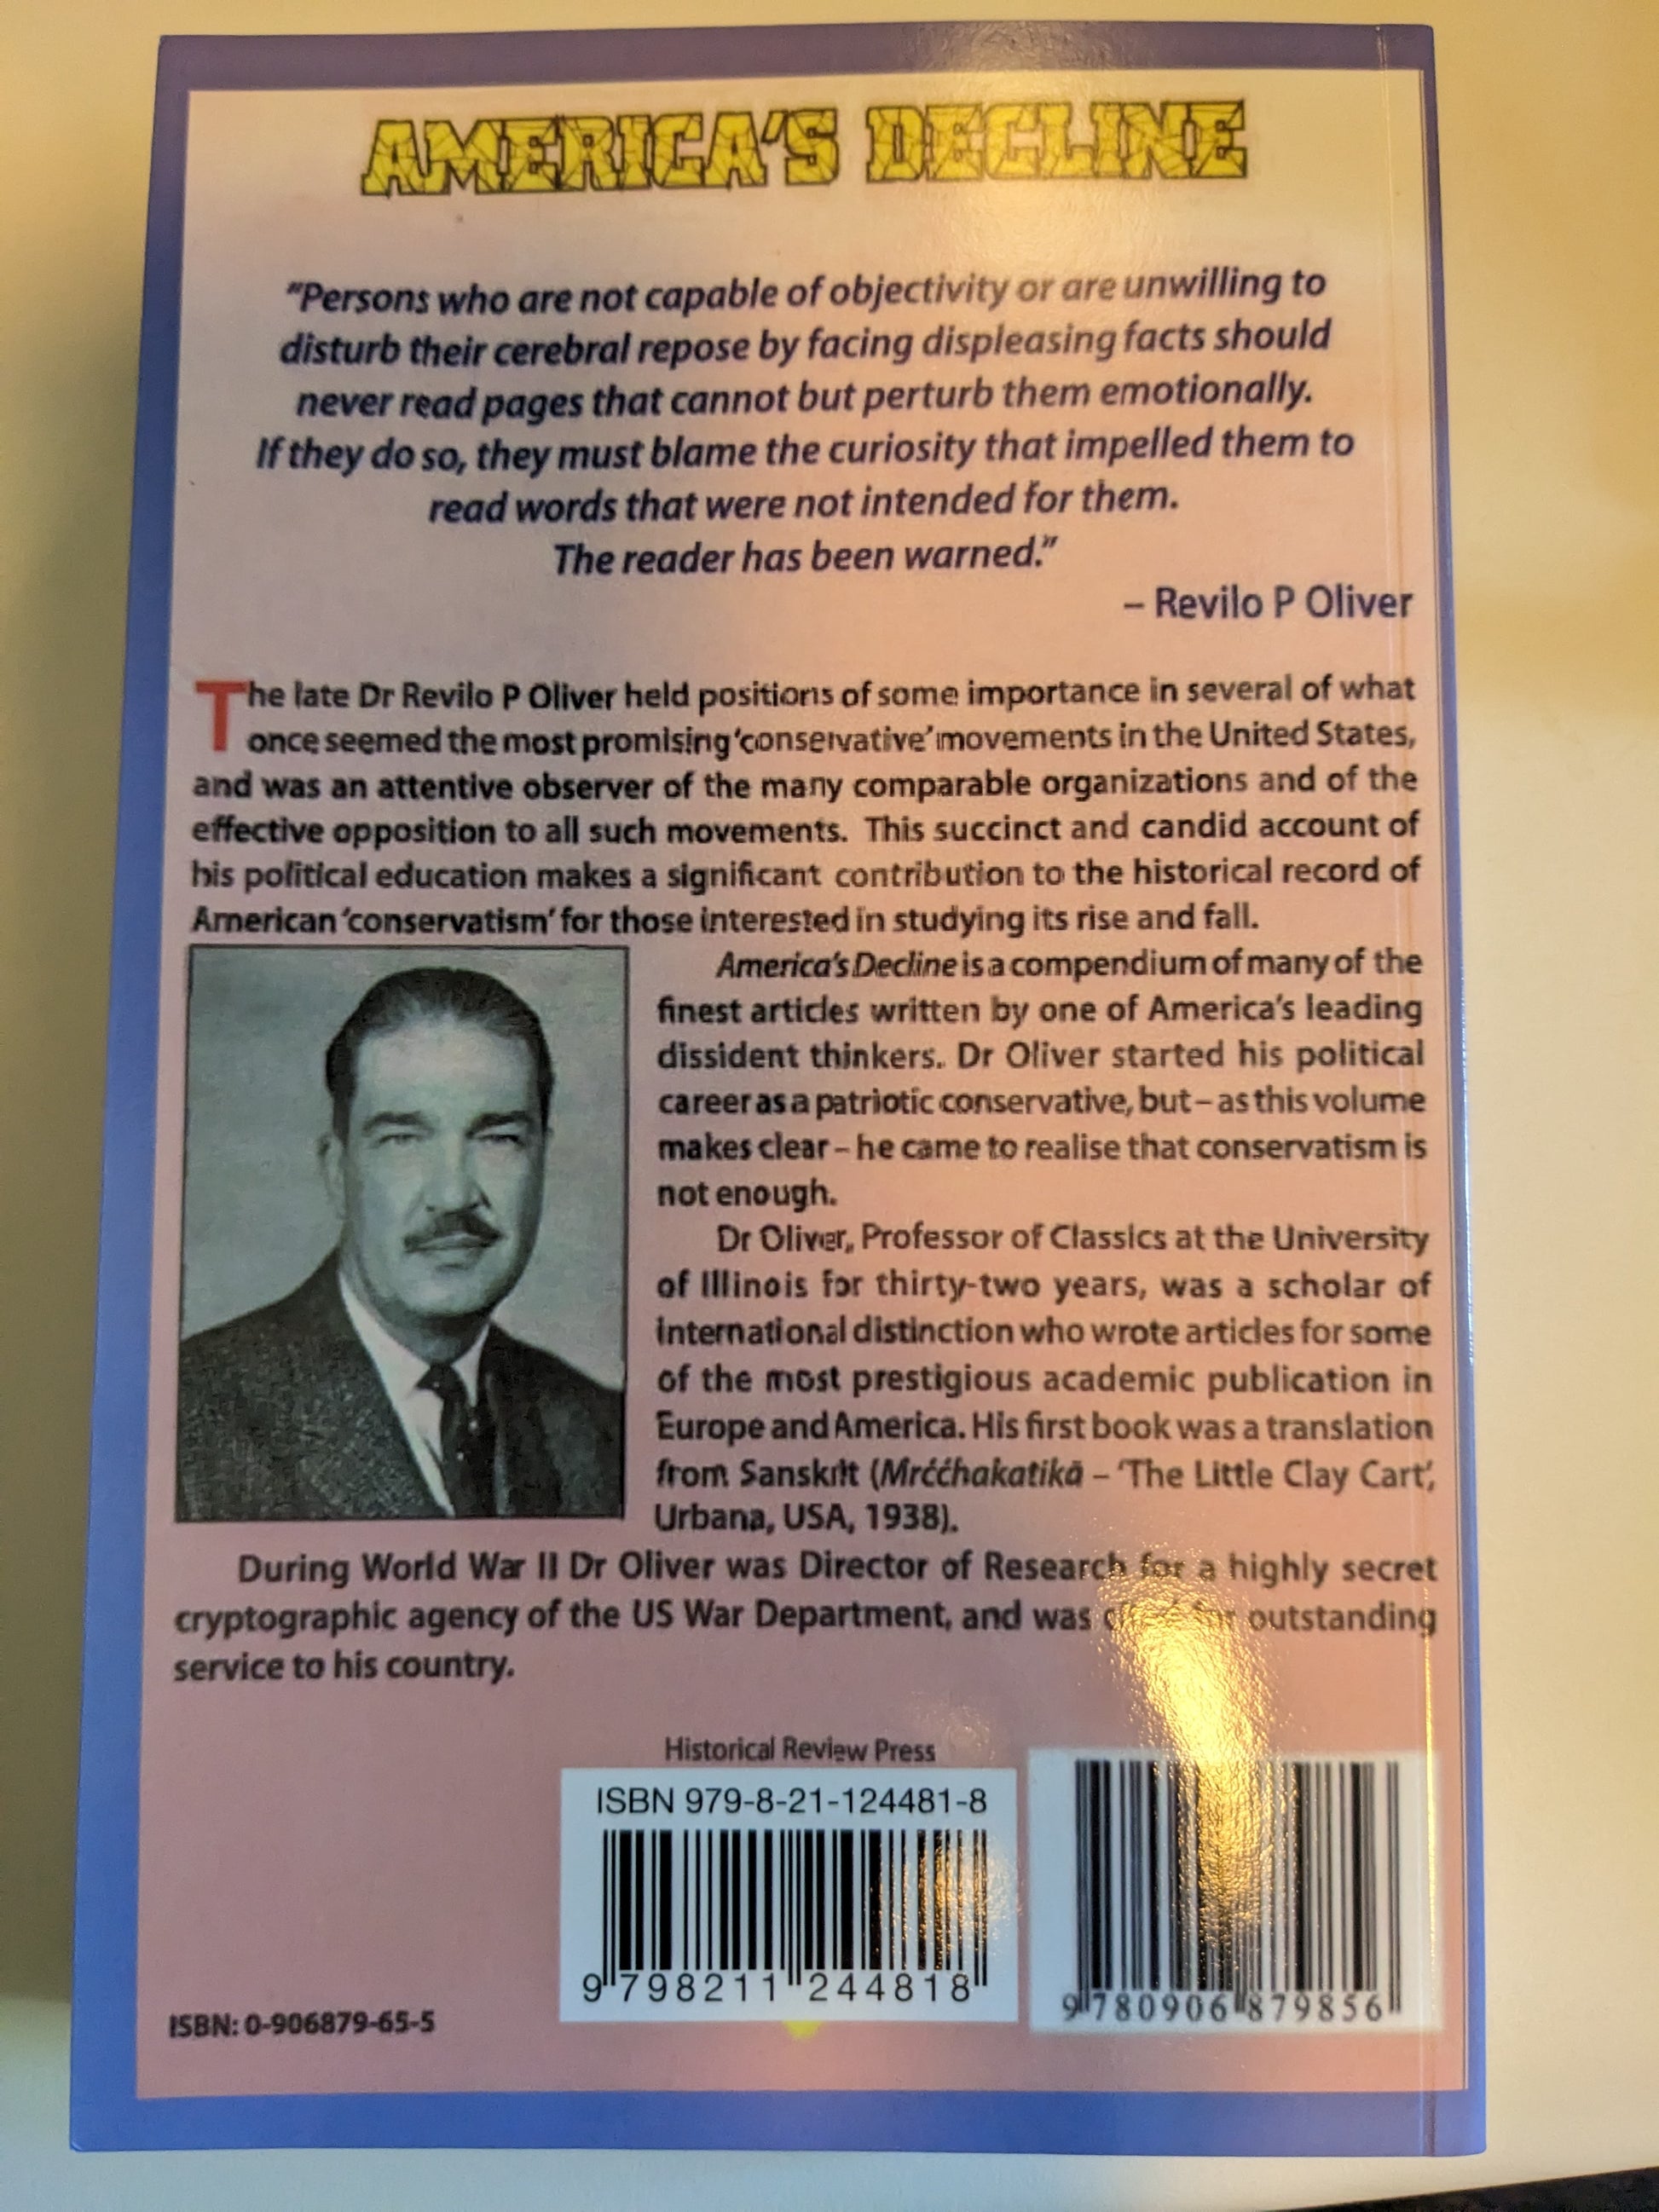 AMERICA'S DECLINE
"Persons who are not capable of objectivity or are unwilling to
disturb their cerebral repose by facing displeasing facts should
never read pages that cannot but perturb them emotionally.
If they do so, they must blame the curiosity that impelled them to
read words that were not intended for them.
The reader has been warned."
– Revilo P Oliver
The late Dr Revilo P Oliver held positions of some importance in several of what
once seemed the most promising 'conservative' movements in the United States,
and was an attentive observer of the many comparable organizations and of the
effective opposition to all such movements. This succinct and candid account of
his political education makes a significant contribution to the historical record of
American 'conservatism' for those interested in studying its rise and fall.
America's Decline is a compendium of many of the
finest articles written by one of America's leading
dissident thinkers. Dr Oliver started his political
career as a patriotic conservative, but – as this volume
makes clear – he came to realise that conservatism is
not enough.
Dr Oliver, Professor of Classics at the University
of Illinois for thirty-two years, was a scholar of
international distinction who wrote articles for some
of the most prestigious academic publication in
Europe and America. His first book was a translation
from Sanskrit (Mrććhakatikā – 'The Little Clay Cart',
Urbana, USA, 1938).
During World War II Dr Oliver was Director of Research for a highly secret
cryptographic agency of the US War Department, and was for outstanding
service to his country.
Historical Review Press
ISBN 979-8-21-124481-8
9 798211 244818
9 780906 879856
ISBN: 0-906879-65-5